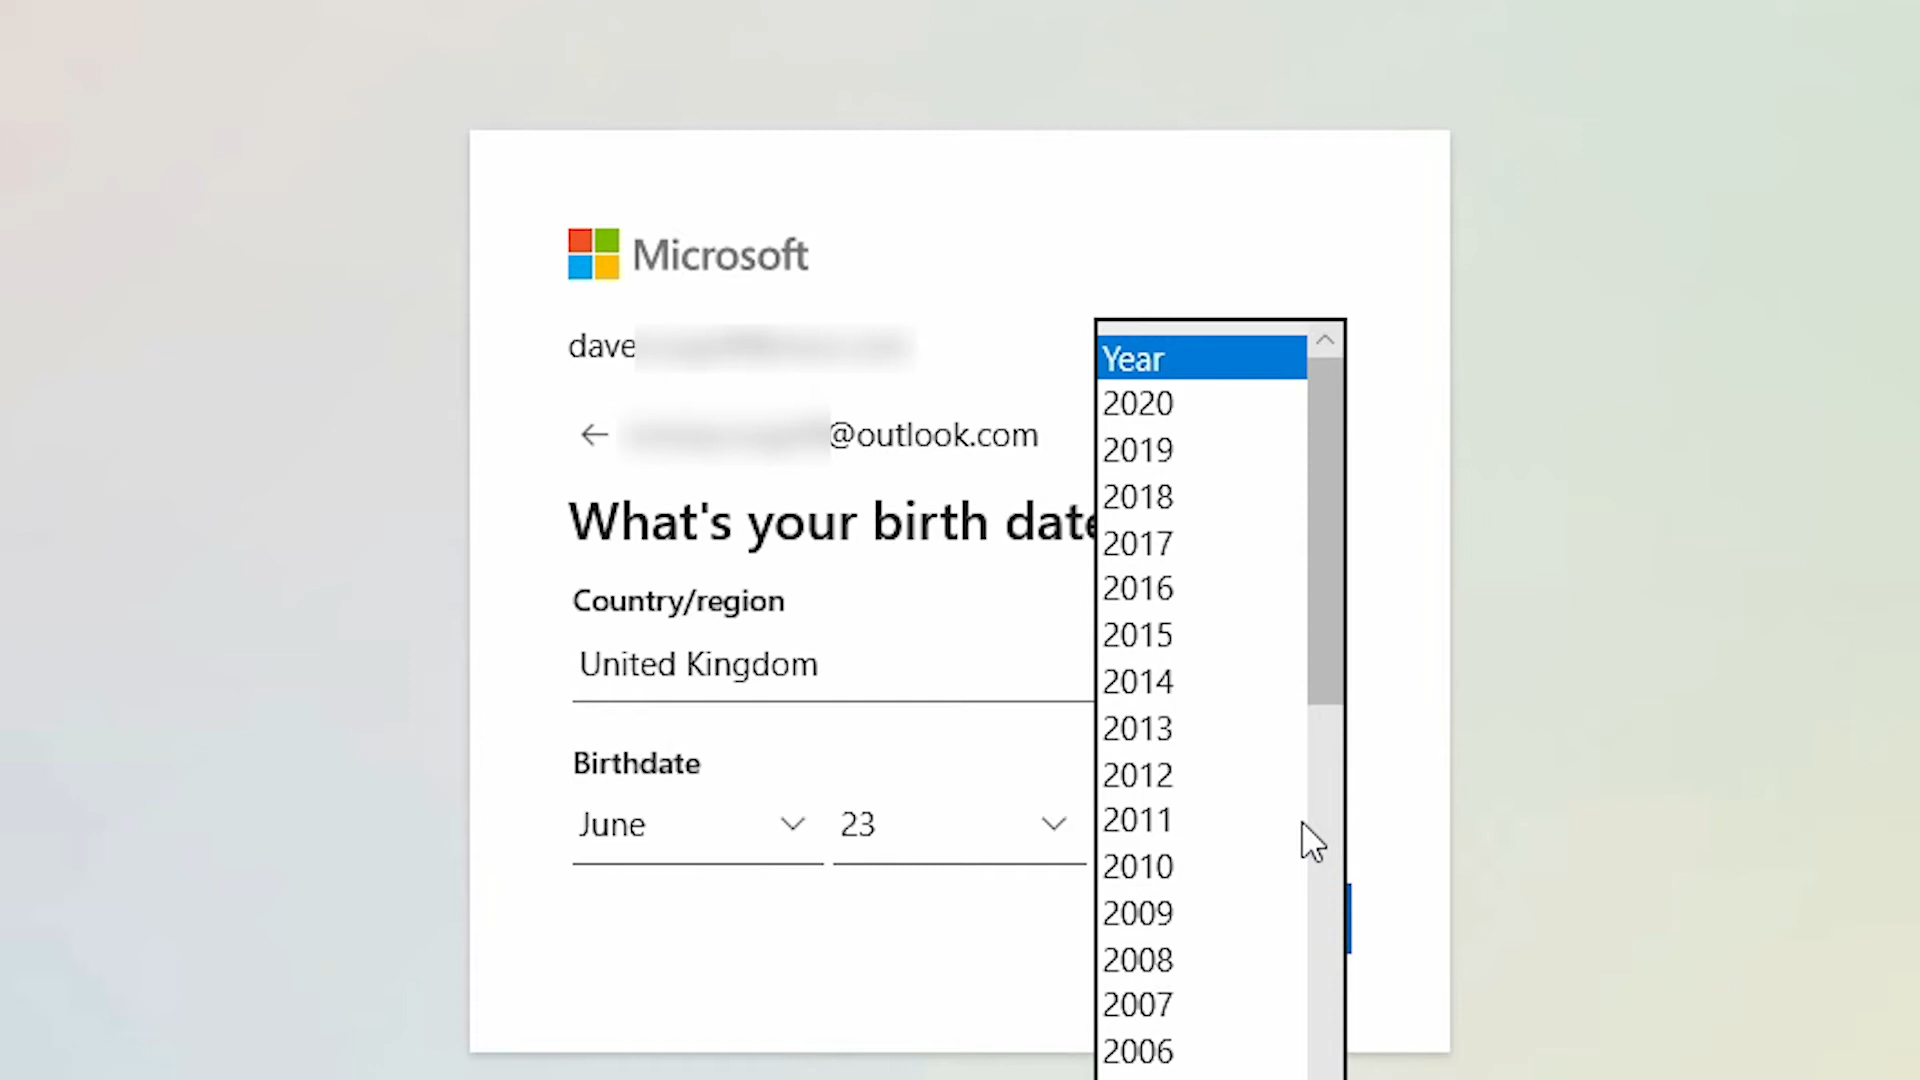 Microsoft
dave
@outlook.com
What's your birth date
Country/region
United Kingdom
Birthdate
June
23
Year
2020
2019
2018
2017
2016
2015
2014
2013
2012
2011
2010
2009
2008
2007
2006